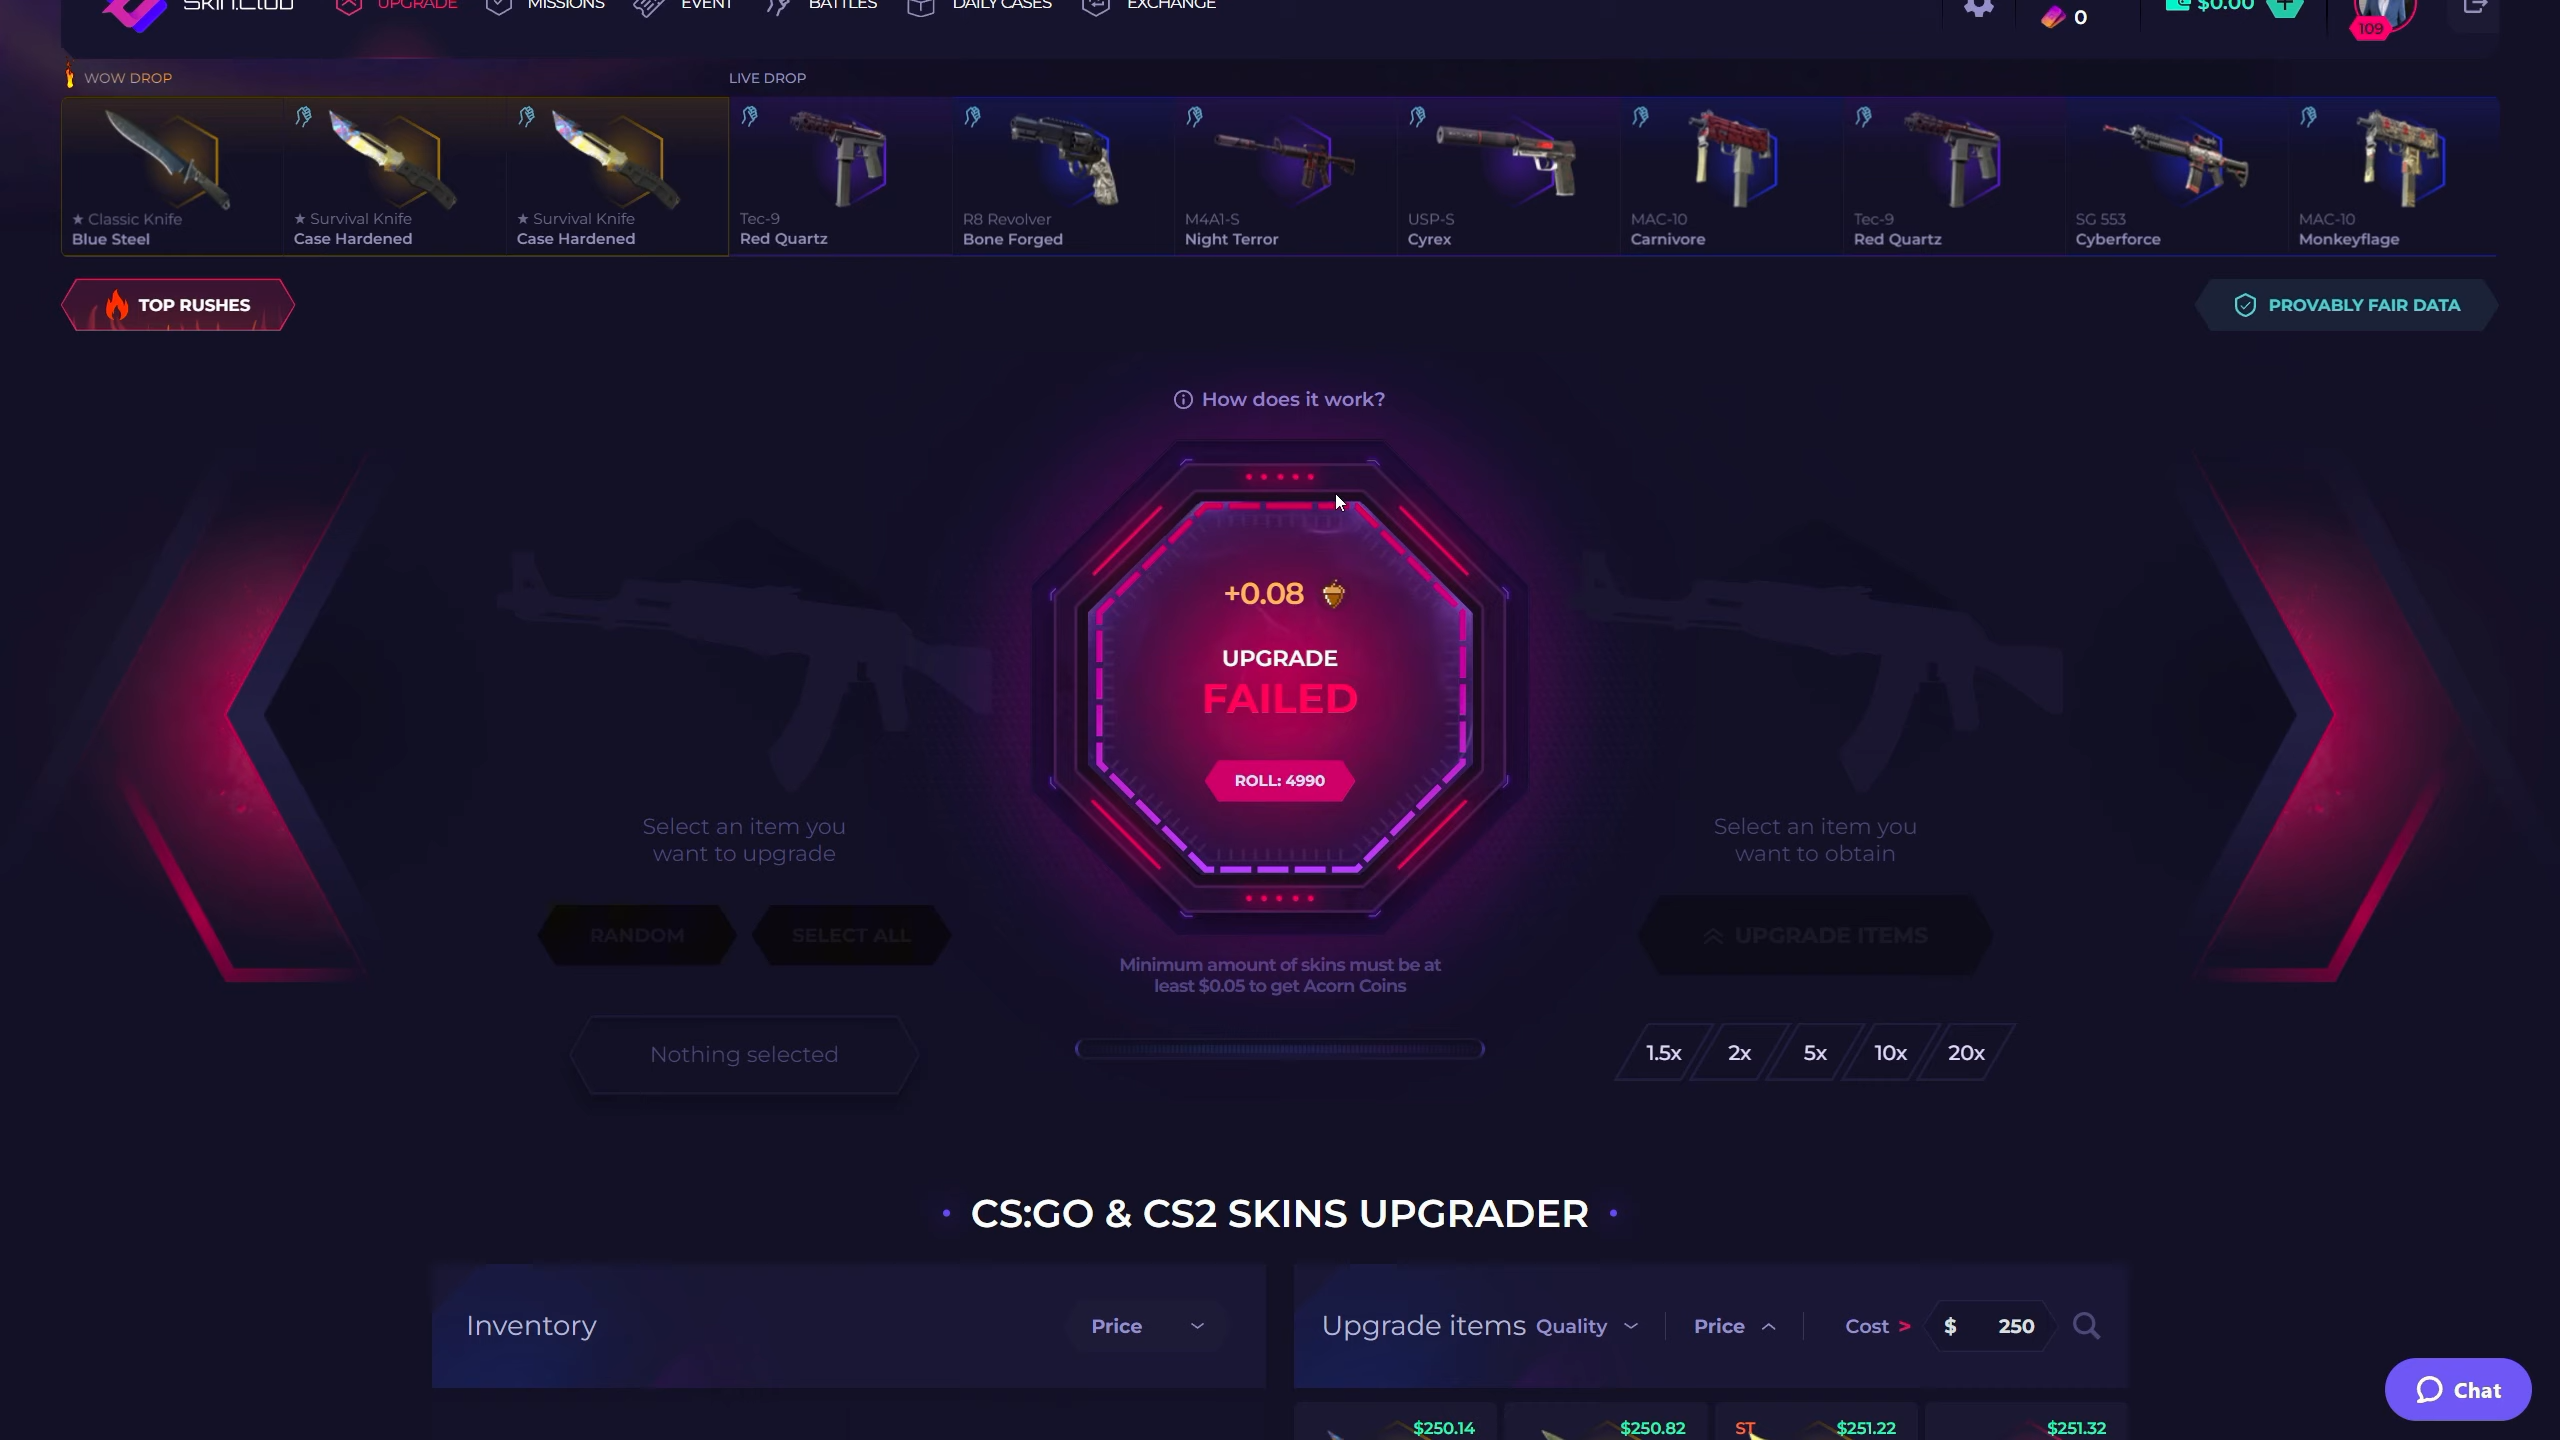 Skin.Club UPGRADE MISSIONS EVENT BATTLES DAILY CASES EXCHANGE 0 $0.00 109
WOW DROP
LIVE DROP
★ Classic Knife
Blue Steel
★ Survival Knife
Case Hardened
★ Survival Knife
Case Hardened
Tec-9
Red Quartz
R8 Revolver
Bone Forged
M4A1-S
Night Terror
USP-S
Cyrex
MAC-10
Carnivore
Tec-9
Red Quartz
SG 553
Cyberforce
MAC-10
Monkeyflage
TOP RUSHES
PROVABLY FAIR DATA
How does it work?
+0.08
UPGRADE
FAILED
ROLL: 4990
Select an item you
want to upgrade
RANDOM
SELECT ALL
Nothing selected
Minimum amount of skins must be at
least $0.05 to get Acorn Coins
Select an item you
want to obtain
UPGRADE ITEMS
1.5x 2x 5x 10x 20x
• CS:GO & CS2 SKINS UPGRADER •
Inventory
Price
Upgrade items Quality Price Cost > $ 250
$250.14
$250.82
ST $251.22
$251.32
Chat